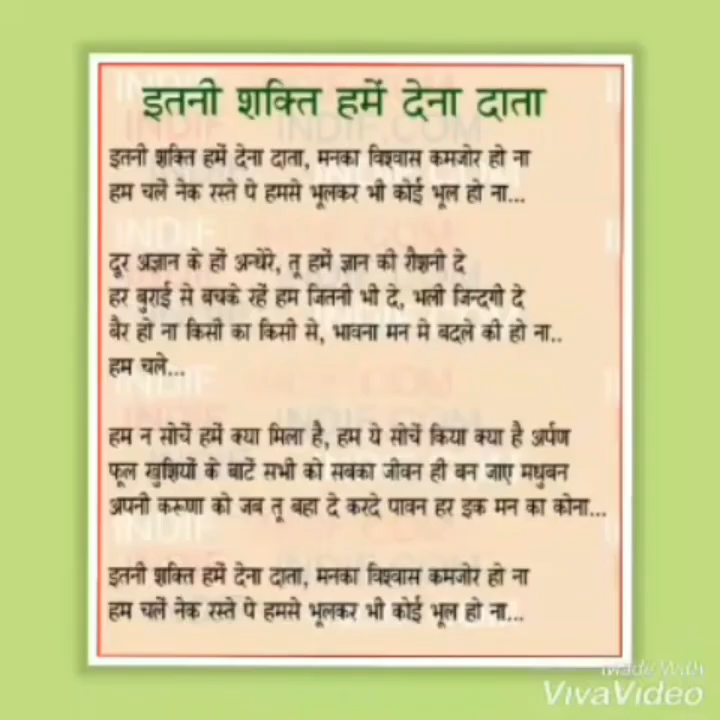 इतनी शक्ति हमें देना दाता
इतनी शक्ति हमें देना दाता, मनका विश्वास कमजोर हो ना
हम चलें नेक रस्ते पे हमसे भूलकर भी कोई भूल हो ना...
दूर अज्ञान के हों अन्धेरे, तू हमें ज्ञान की रौशनी दे
हर बुराई से बचके रहें हम जितनी भी दे, भली जिन्दगी दे
बैर हो ना किसी का किसी से, भावना मन मे बदले की हो ना..
हम चले...
हम न सोचें हमें क्या मिला है, हम ये सोचें किया क्या है अर्पण
फूल खुशियों के बाटें सभी को सबका जीवन ही बन जाए मधुबन
अपनी करूणा को जब तू बहा दे करदे पावन हर इक मन का कोना...
इतनी शक्ति हमें देना दाता, मनका विश्वास कमजोर हो ना
हम चलें नेक रस्ते पे हमसे भूलकर भी कोई भूल हो ना...
Made With
VivaVideo